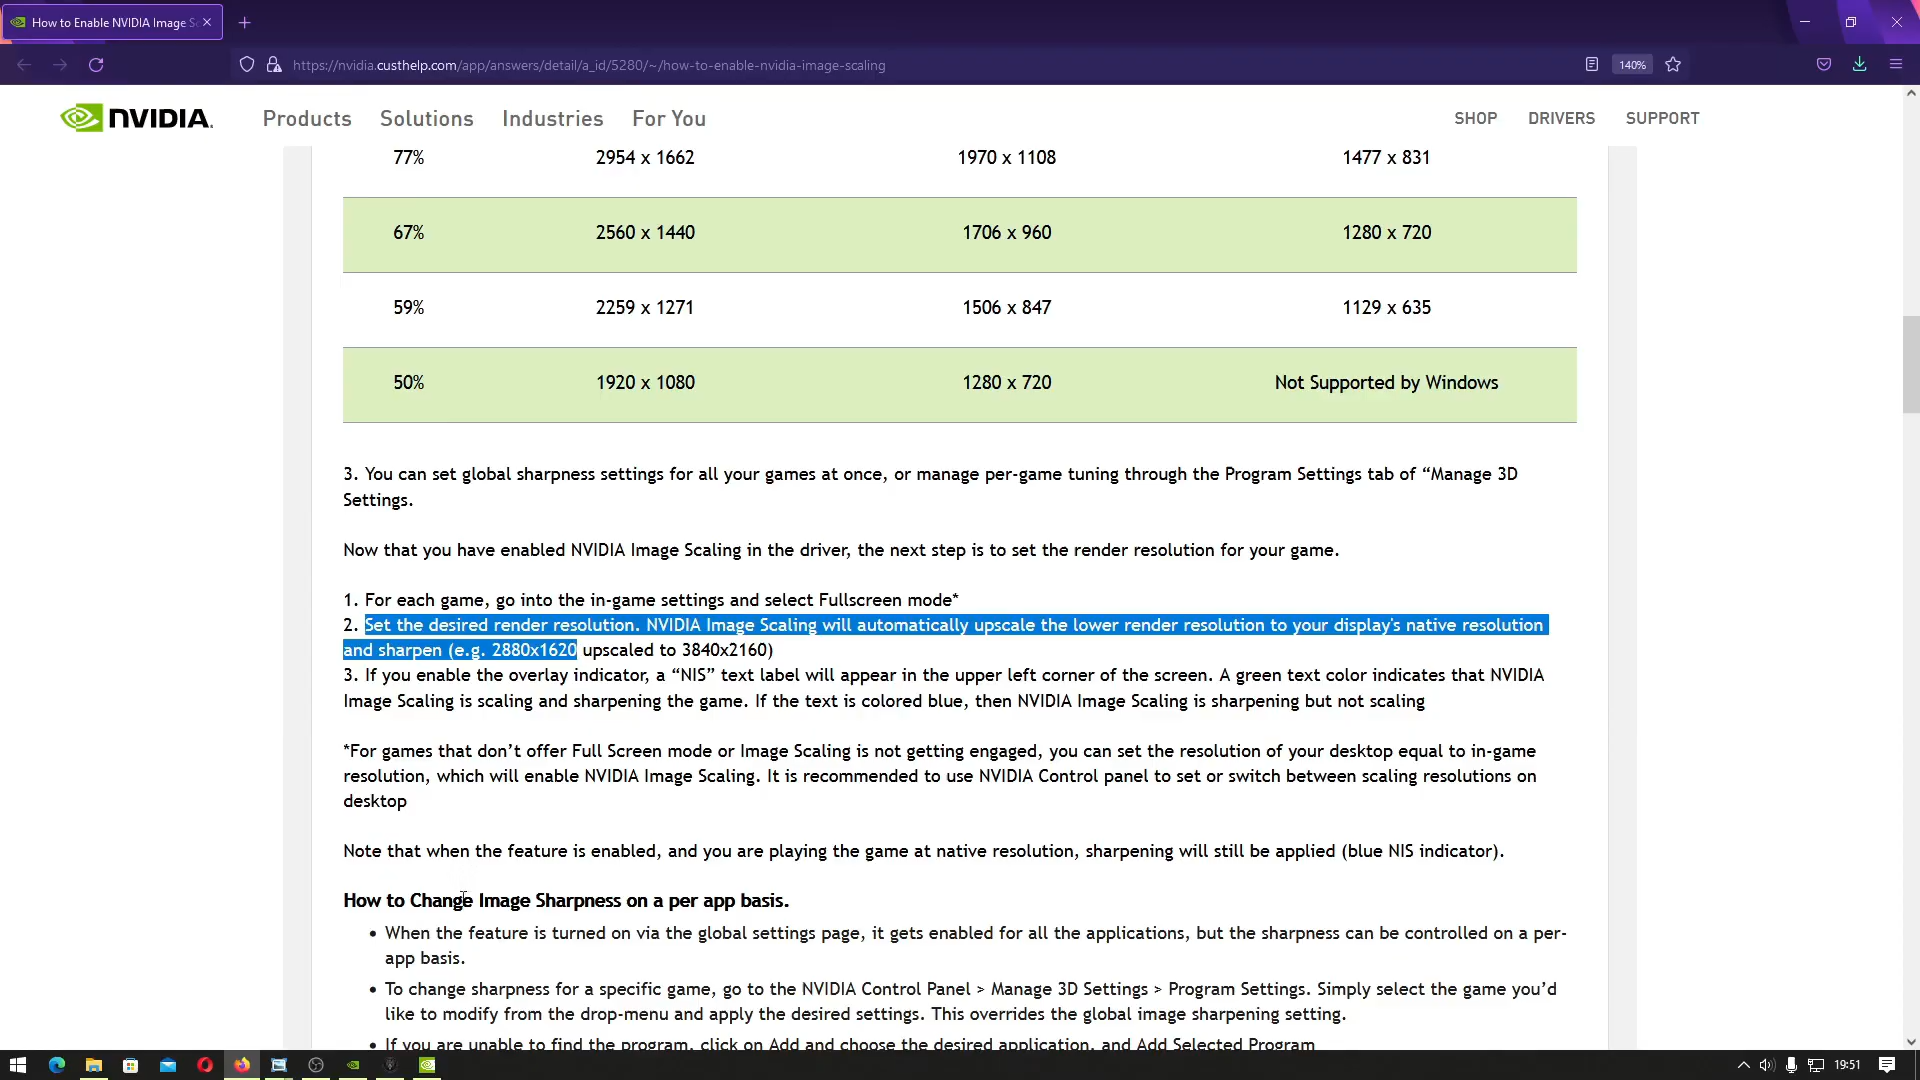 How to Enable NVIDIA Image Sc
https://nvidia.custhelp.com/app/answers/detail/a_id/5280/~/how-to-enable-nvidia-image-scaling
140%
NVIDIA.
Products
Solutions
Industries
For You
SHOP
DRIVERS
SUPPORT
77% 2954 x 1662 1970 x 1108 1477 x 831
67% 2560 x 1440 1706 x 960 1280 x 720
59% 2259 x 1271 1506 x 847 1129 x 635
50% 1920 x 1080 1280 x 720 Not Supported by Windows
3. You can set global sharpness settings for all your games at once, or manage per-game tuning through the Program Settings tab of “Manage 3D
Settings.
Now that you have enabled NVIDIA Image Scaling in the driver, the next step is to set the render resolution for your game.
1. For each game, go into the in-game settings and select Fullscreen mode*
2. Set the desired render resolution. NVIDIA Image Scaling will automatically upscale the lower render resolution to your display's native resolution
and sharpen (e.g. 2880x1620 upscaled to 3840x2160)
3. If you enable the overlay indicator, a “NIS” text label will appear in the upper left corner of the screen. A green text color indicates that NVIDIA
Image Scaling is scaling and sharpening the game. If the text is colored blue, then NVIDIA Image Scaling is sharpening but not scaling
*For games that don’t offer Full Screen mode or Image Scaling is not getting engaged, you can set the resolution of your desktop equal to in-game
resolution, which will enable NVIDIA Image Scaling. It is recommended to use NVIDIA Control panel to set or switch between scaling resolutions on
desktop
Note that when the feature is enabled, and you are playing the game at native resolution, sharpening will still be applied (blue NIS indicator).
How to Change Image Sharpness on a per app basis.
• When the feature is turned on via the global settings page, it gets enabled for all the applications, but the sharpness can be controlled on a per-
app basis.
• To change sharpness for a specific game, go to the NVIDIA Control Panel > Manage 3D Settings > Program Settings. Simply select the game you’d
like to modify from the drop-menu and apply the desired settings. This overrides the global image sharpening setting.
• If you are unable to find the program, click on Add and choose the desired application, and Add Selected Program
19:51